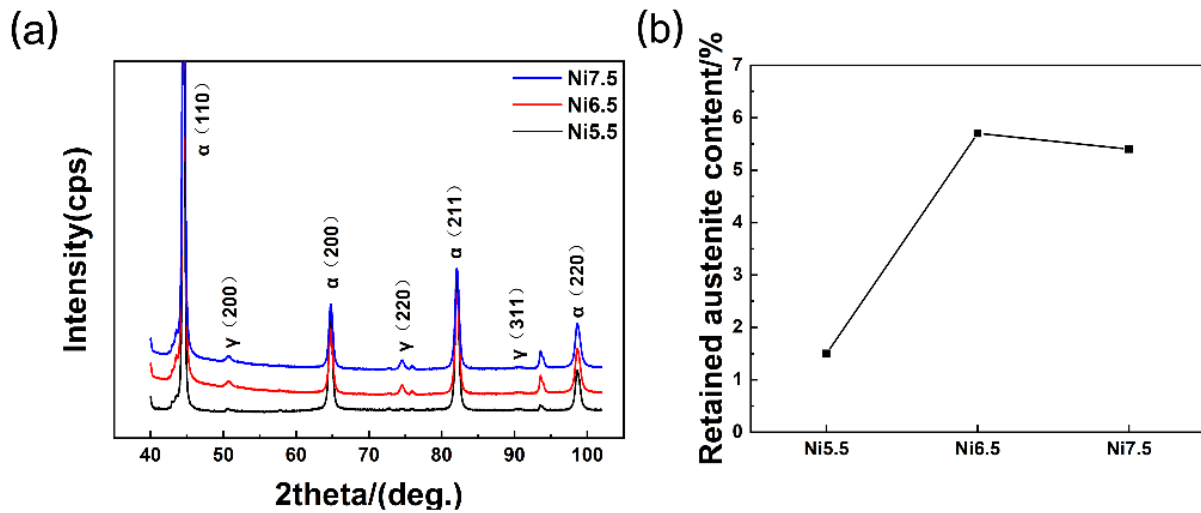 (a)
Intensity(cps)
α（110）
γ（200）
α（200）
γ（220）
α（211）
γ（311）
α（220）
Ni7.5
Ni6.5
Ni5.5
40 50 60 70 80 90 100
2theta/(deg.)
(b)
Retained austenite content/%
7
6
5
4
3
2
1
0
Ni5.5 Ni6.5 Ni7.5